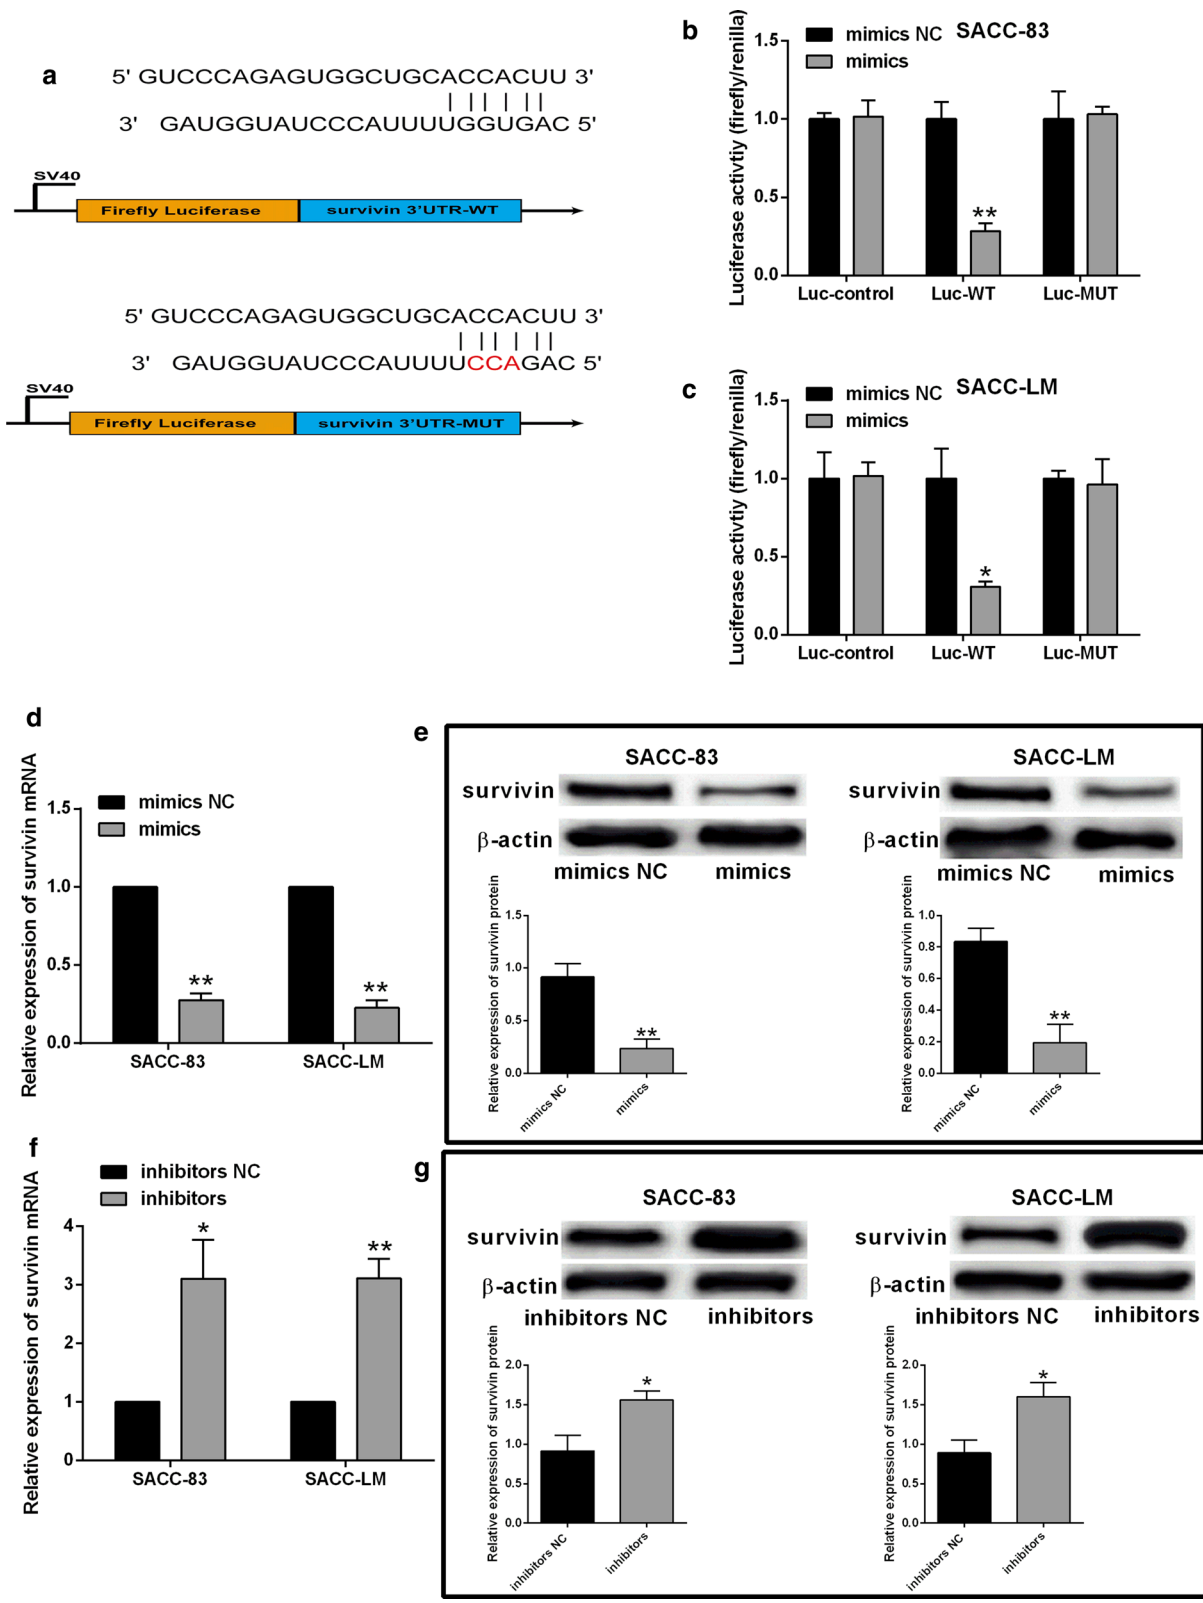 a
5' GUCCCAGAGUGGCUGCACCACUU 3'
3' GAUGGUAUCCCAUUUUGGUGAC 5'
SV40
Firefly Luciferase
survivin 3'UTR-WT
5' GUCCCAGAGUGGCUGCACCACUU 3'
3' GAUGGUAUCCCAUUUUCCAGAC 5'
SV40
Firefly Luciferase
survivin 3'UTR-MUT
b
SACC-83
mimics NC
mimics
Luciferase activtiy (firefly/renilla)
1.5
1.0
0.5
0.0
**
Luc-control
Luc-WT
Luc-MUT
c
SACC-LM
mimics NC
mimics
Luciferase activtiy (firefly/renilla)
1.5
1.0
0.5
0.0
*
Luc-control
Luc-WT
Luc-MUT
d
mimics NC
mimics
Relative expression of survivin mRNA
1.5
1.0
0.5
0.0
**
**
SACC-83
SACC-LM
e
SACC-83
survivin
β-actin
mimics NC
mimics
Relative expression of survivin protein
1.5
1.0
0.5
0.0
**
mimics NC
mimics
SACC-LM
survivin
β-actin
mimics NC
mimics
Relative expression of survivin protein
1.0
0.8
0.6
0.4
0.2
0.0
**
mimics NC
mimics
f
inhibitors NC
inhibitors
Relative expression of survivin mRNA
4
3
2
1
0
*
**
SACC-83
SACC-LM
g
SACC-83
survivin
β-actin
inhibitors NC
inhibitors
Relative expression of survivin protein
2.0
1.5
1.0
0.5
0.0
*
inhibitors NC
inhibitors
SACC-LM
survivin
β-actin
inhibitors NC
inhibitors
Relative expression of survivin protein
2.0
1.5
1.0
0.5
0.0
*
inhibitors NC
inhibitors